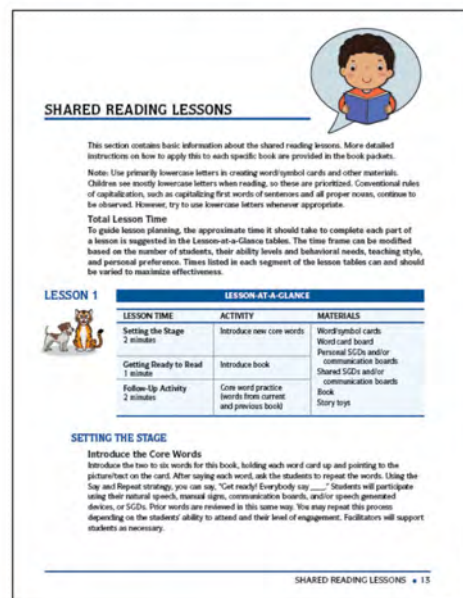 SHARED READING LESSONS
This section contains basic information about the shared reading lessons. More detailed
instructions on how to apply this to each specific book are provided in the book packets.
Note: Use primarily lowercase letters in creating word/symbol cards and other materials.
Children see mostly lowercase letters when reading, so these are prioritized. Conventional rules
of capitalization, such as capitalizing first words of sentences and all proper nouns, continue to
be observed. However, try to use lowercase letters whenever appropriate.
Total Lesson Time
To guide lesson planning, the approximate time it should take to complete each part of
a lesson is suggested in the Lesson-at-a-Glance tables. The time frame can be modified
based on the number of students, their ability levels and behavioral needs, teaching style,
and personal preference. Times listed in each segment of the lesson tables can and should
be varied to maximize effectiveness.
LESSON 1
LESSON-AT-A-GLANCE
LESSON TIME ACTIVITY MATERIALS
Setting the Stage
2 minutes
Introduce new core words
Getting Ready to Read
1 minute
Introduce book
Follow-Up Activity
2 minutes
Core word practice
(words from current
and previous book)
Word/symbol cards
Word card board
Personal SGDs and/or
communication boards
Shared SGDs and/or
communication boards
Book
Story toys
SETTING THE STAGE
Introduce the Core Words
Introduce the two to six words for this book, holding each word card up and pointing to the
picture/text on the card. After saying each word, ask the students to repeat the words. Using the
Say and Repeat strategy, you can say, "Get ready! Everybody say ____." Students will participate
using their natural speech, manual signs, communication boards, and/or speech generated
devices, or SGDs. Prior words are reviewed in this same way. You may repeat this process
depending on the students' ability to attend and their level of engagement. Facilitators will support
students as necessary.
SHARED READING LESSONS • 13